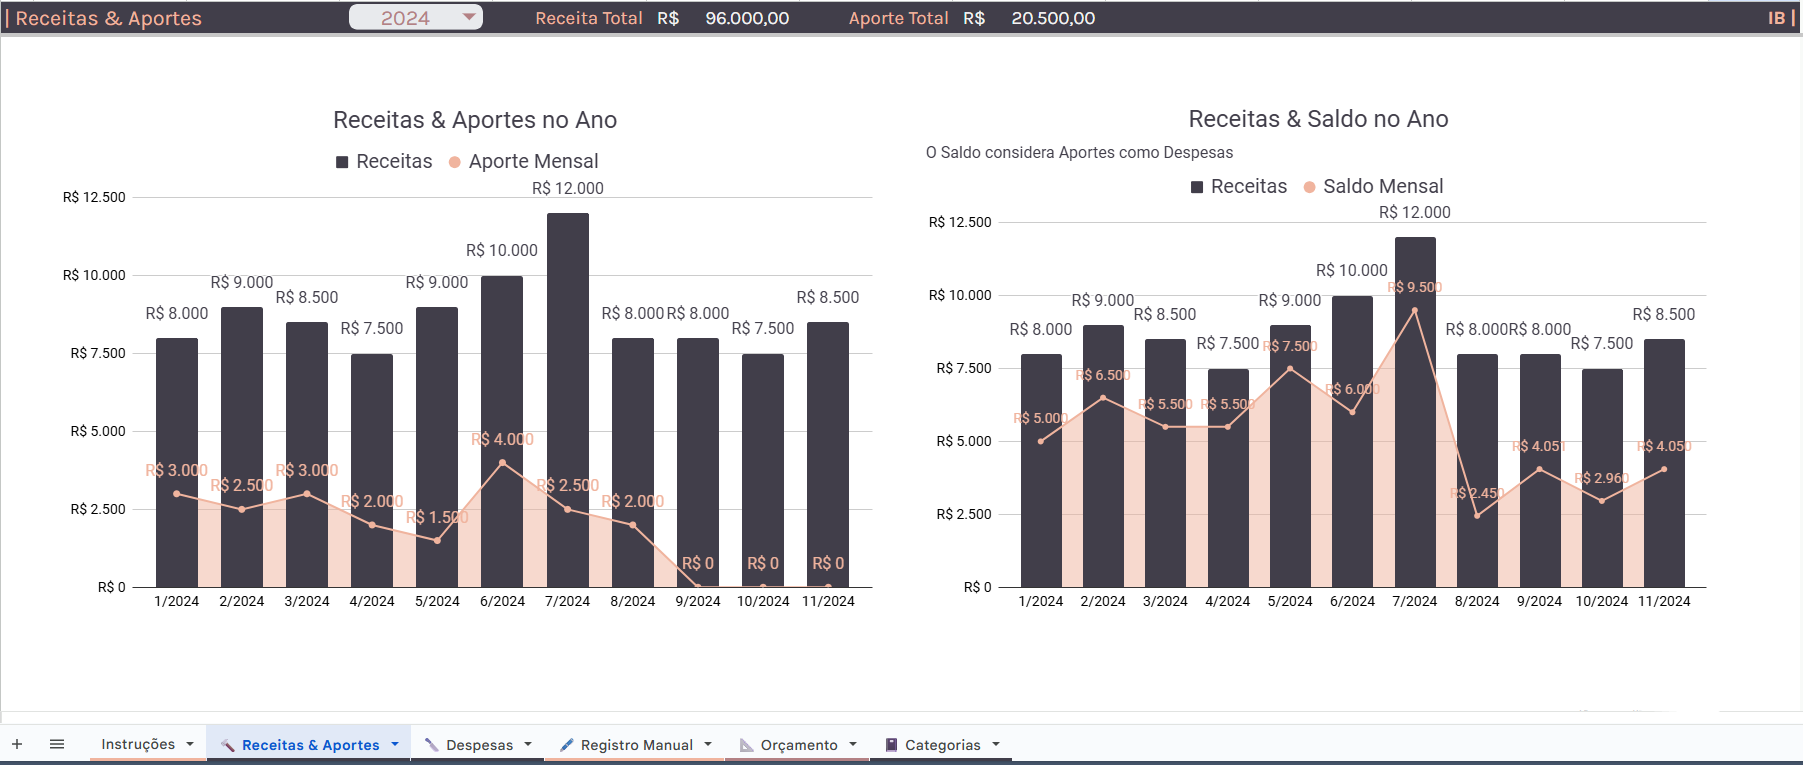 | Receitas & Aportes
2024
Receita Total R$ 96.000,00
Aporte Total R$ 20.500,00
IB |
Receitas & Aportes no Ano
Receitas Aporte Mensal
R$ 12.500
R$ 10.000
R$ 7.500
R$ 5.000
R$ 2.500
R$ 0
R$ 8.000
R$ 9.000
R$ 8.500
R$ 7.500
R$ 9.000
R$ 10.000
R$ 12.000
R$ 8.000
R$ 8.000
R$ 7.500
R$ 8.500
R$ 3.000
R$ 2.500
R$ 3.000
R$ 2.000
R$ 1.500
R$ 4.000
R$ 2.500
R$ 2.000
R$ 0
R$ 0
R$ 0
1/2024 2/2024 3/2024 4/2024 5/2024 6/2024 7/2024 8/2024 9/2024 10/2024 11/2024
Receitas & Saldo no Ano
O Saldo considera Aportes como Despesas
Receitas Saldo Mensal
R$ 12.500
R$ 10.000
R$ 7.500
R$ 5.000
R$ 2.500
R$ 0
R$ 8.000
R$ 9.000
R$ 8.500
R$ 7.500
R$ 9.000
R$ 10.000
R$ 12.000
R$ 8.000
R$ 8.000
R$ 7.500
R$ 8.500
R$ 5.000
R$ 6.500
R$ 5.500
R$ 5.500
R$ 7.500
R$ 6.000
R$ 9.500
R$ 2.450
R$ 4.051
R$ 2.960
R$ 4.050
1/2024 2/2024 3/2024 4/2024 5/2024 6/2024 7/2024 8/2024 9/2024 10/2024 11/2024
Instruções
Receitas & Aportes
Despesas
Registro Manual
Orçamento
Categorias